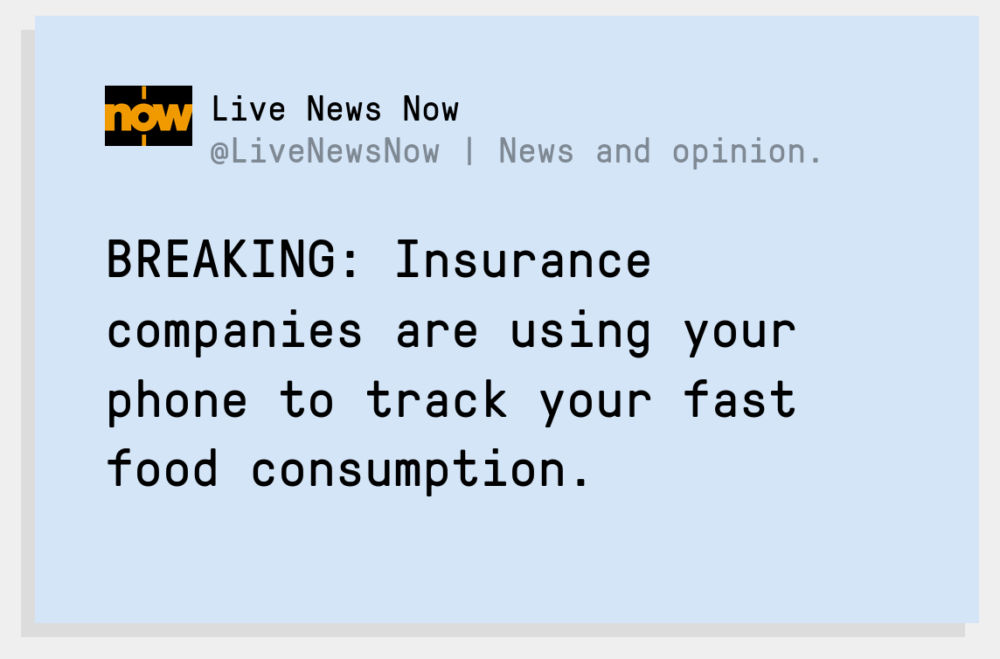 now
Live News Now
@LiveNewsNow | News and opinion.
BREAKING: Insurance
companies are using your
phone to track your fast
food consumption.